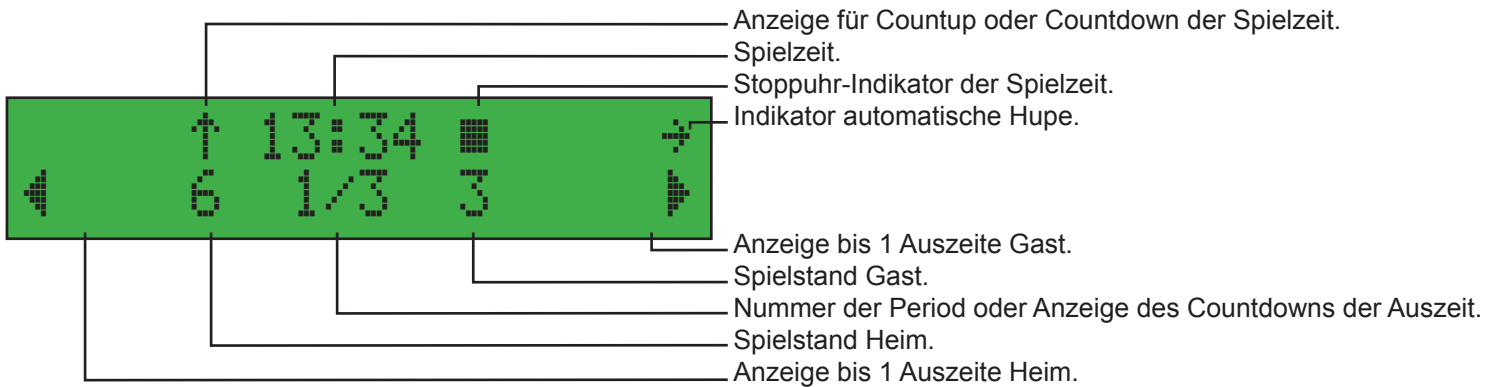 Anzeige für Countup oder Countdown der Spielzeit.
Spielzeit.
Stoppuhr-Indikator der Spielzeit.
Indikator automatische Hupe.
↑ 13:34 ■ →
◀ 6 1/3 3 ▶
Anzeige bis 1 Auszeite Gast.
Spielstand Gast.
Nummer der Period oder Anzeige des Countdowns der Auszeit.
Spielstand Heim.
Anzeige bis 1 Auszeite Heim.